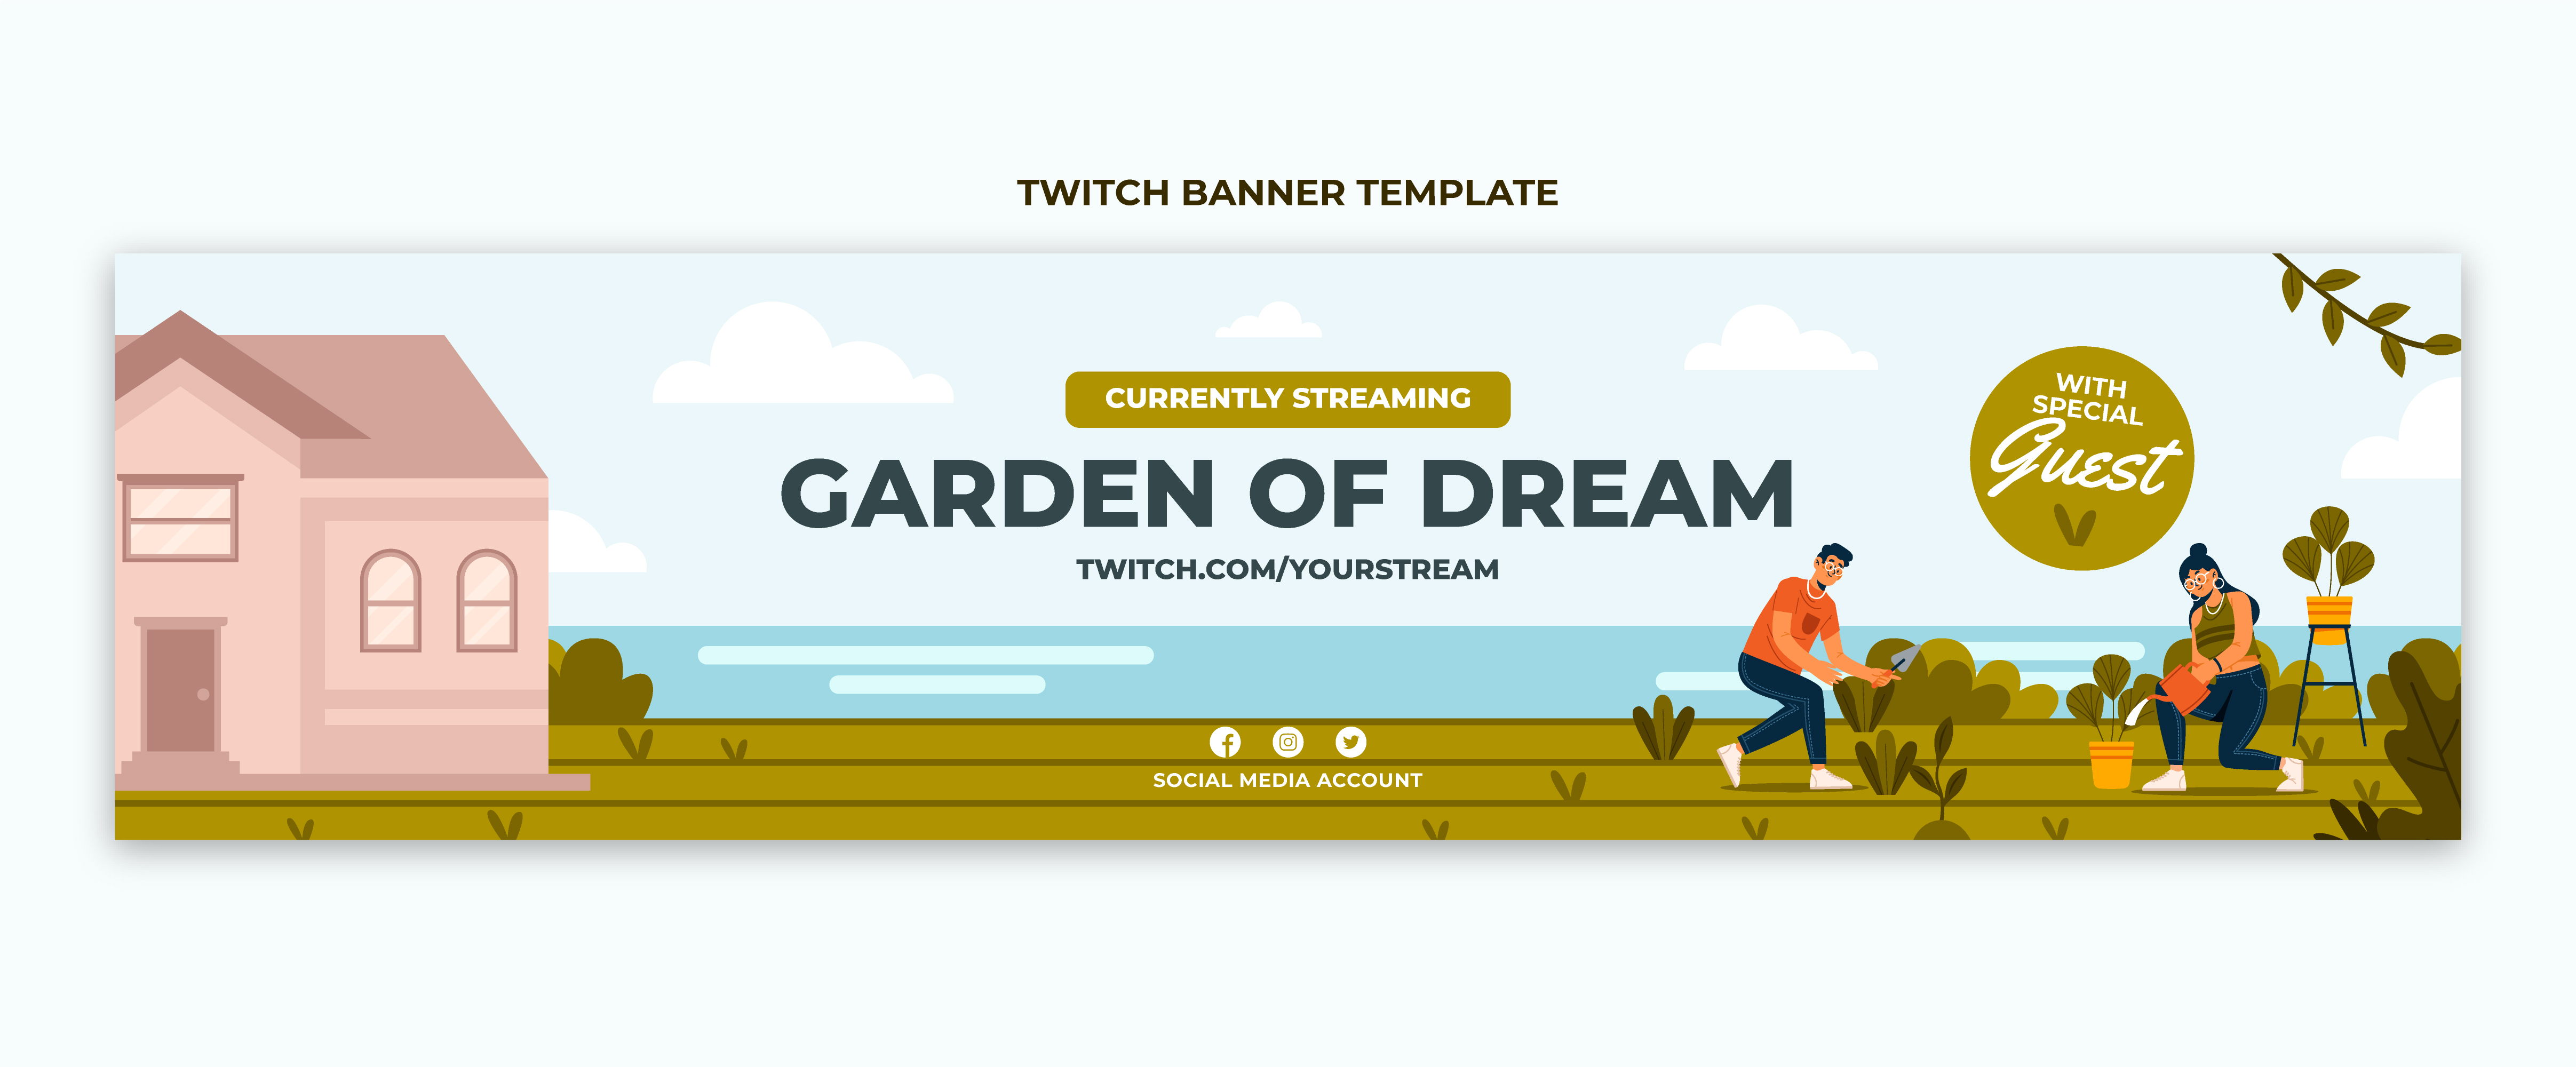 TWITCH BANNER TEMPLATE
CURRENTLY STREAMING
GARDEN OF DREAM
TWITCH.COM/YOURSTREAM
WITH
SPECIAL
Guest
SOCIAL MEDIA ACCOUNT